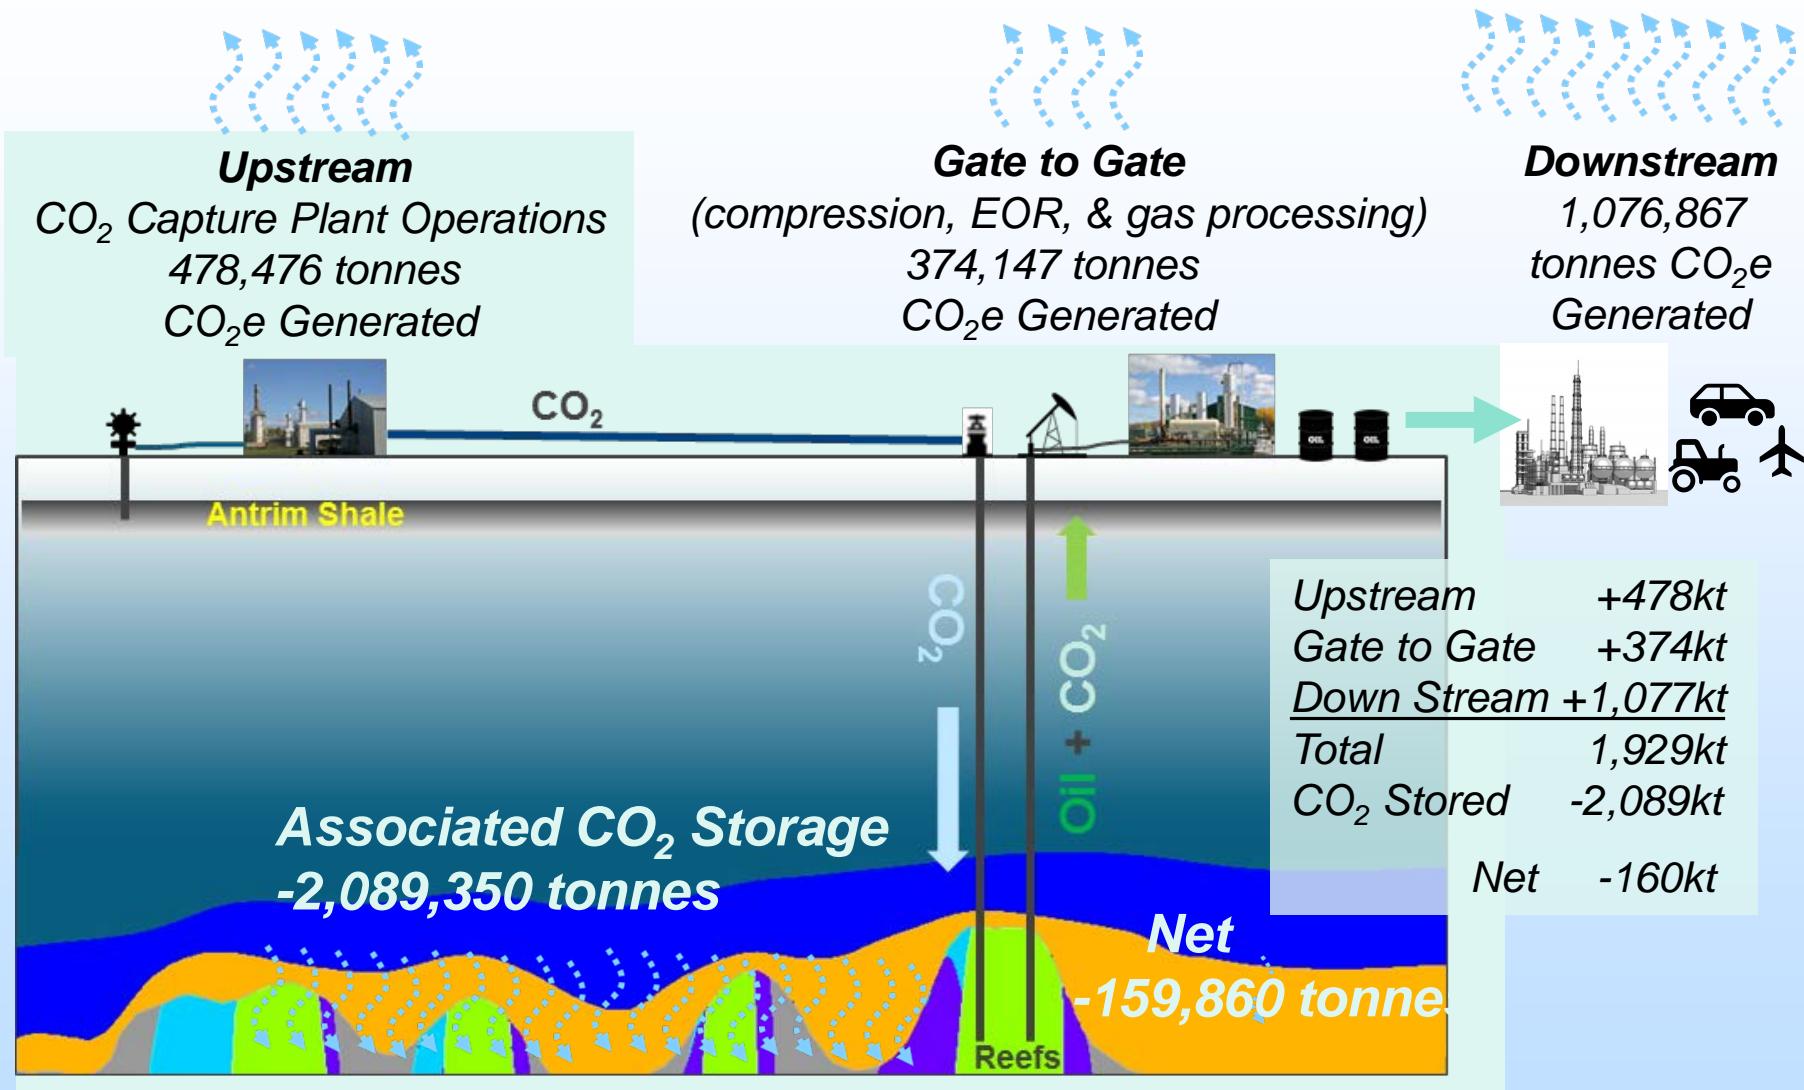 Upstream
CO₂ Capture Plant Operations
478,476 tonnes
CO₂e Generated
Gate to Gate
(compression, EOR, & gas processing)
374,147 tonnes
CO₂e Generated
Downstream
1,076,867
tonnes CO₂e
Generated
CO₂
OIL
OIL
Antrim Shale
CO₂
Oil + CO₂
Upstream +478kt
Gate to Gate +374kt
Down Stream +1,077kt
Total 1,929kt
CO₂ Stored -2,089kt
Net -160kt
Associated CO₂ Storage
-2,089,350 tonnes
Net
-159,860 tonne
Reefs